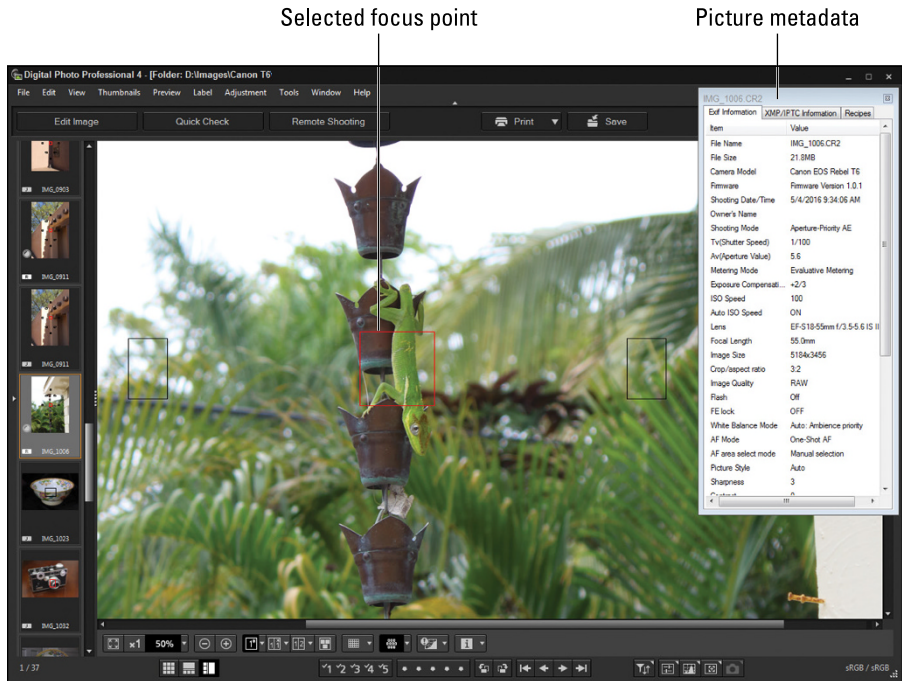 Selected focus point
Picture metadata
Digital Photo Professional 4 - [Folder: D:\Images\Canon T6
File Edit View Thumbnails Preview Label Adjustment Tools Window Help
Edit Image Quick Check Remote Shooting Print Save
IMG_0903
IMG_0911
IMG_0911
IMG_1006
IMG_1023
IMG_1032
IMG_1006.CR2
Exif Information XMP/IPTC Information Recipes
Item Value
File Name IMG_1006.CR2
File Size 21.8MB
Camera Model Canon EOS Rebel T6
Firmware Firmware Version 1.0.1
Shooting Date/Time 5/4/2016 9:34:06 AM
Owner's Name
Shooting Mode Aperture-Priority AE
Tv(Shutter Speed) 1/100
Av(Aperture Value) 5.6
Metering Mode Evaluative Metering
Exposure Compensati... +2/3
ISO Speed 100
Auto ISO Speed ON
Lens EF-S18-55mm f/3.5-5.6 IS II
Focal Length 55.0mm
Image Size 5184x3456
Crop/aspect ratio 3:2
Image Quality RAW
Flash Off
FE lock OFF
White Balance Mode Auto: Ambience priority
AF Mode One-Shot AF
AF area select mode Manual selection
Picture Style Auto
Sharpness 3
Contrast 0
x1 50%
1 / 37
1 2 3 4 5
sRGB / sRGB